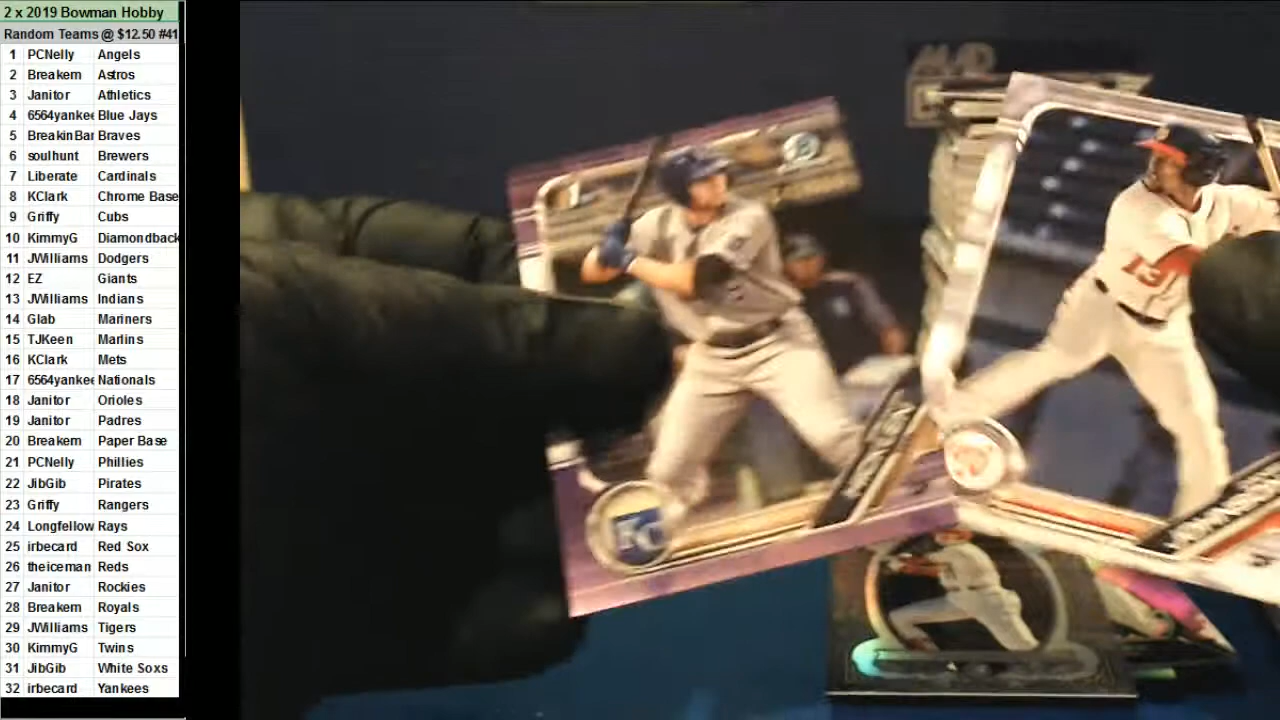 2 x 2019 Bowman Hobby
Random Teams @ $12.50 #41
1 PCNelly Angels
2 Breakem Astros
3 Janitor Athletics
4 6564yankee Blue Jays
5 BreakinBar Braves
6 soulhunt Brewers
7 Liberate Cardinals
8 KClark Chrome Base
9 Griffy Cubs
10 KimmyG Diamondback
11 JWilliams Dodgers
12 EZ Giants
13 JWilliams Indians
14 Glab Mariners
15 TJKeen Marlins
16 KClark Mets
17 6564yankee Nationals
18 Janitor Orioles
19 Janitor Padres
20 Breakem Paper Base
21 PCNelly Phillies
22 JibGib Pirates
23 Griffy Rangers
24 Longfellow Rays
25 irbecard Red Sox
26 theiceman Reds
27 Janitor Rockies
28 Breakem Royals
29 JWilliams Tigers
30 KimmyG Twins
31 JibGib White Soxs
32 irbecard Yankees
KC
13